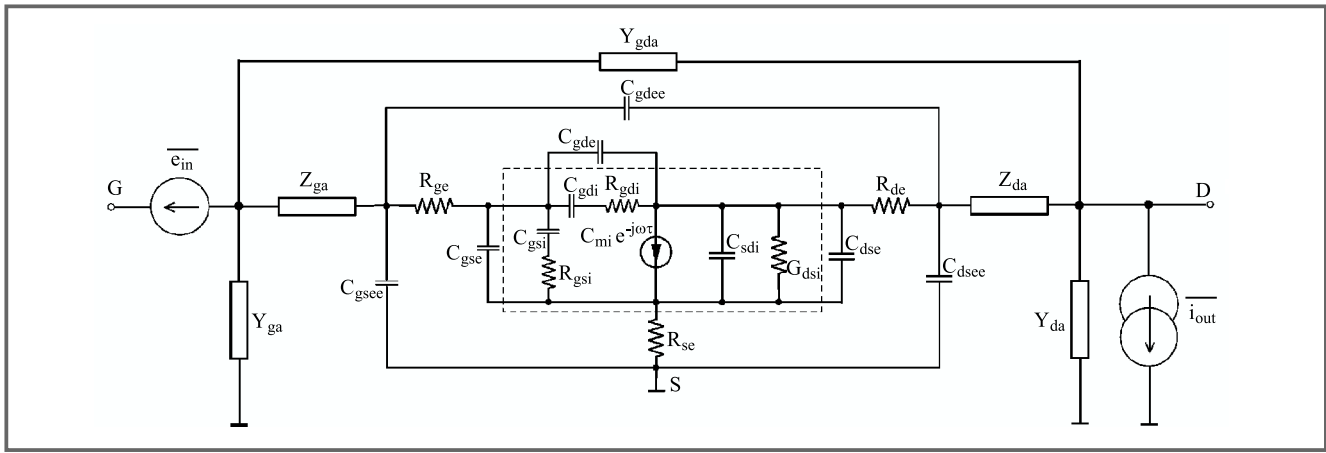 Y_gda
C_gdee
C_gde
e_in
G
Z_ga
R_ge
C_gdi
R_gdi
R_de
Z_da
D
C_gse
C_gsi
C_mi e^-jωτ
C_sdi
G_dsi
C_dse
C_dsee
R_gsi
C_gsee
Y_ga
R_se
Y_da
i_out
S